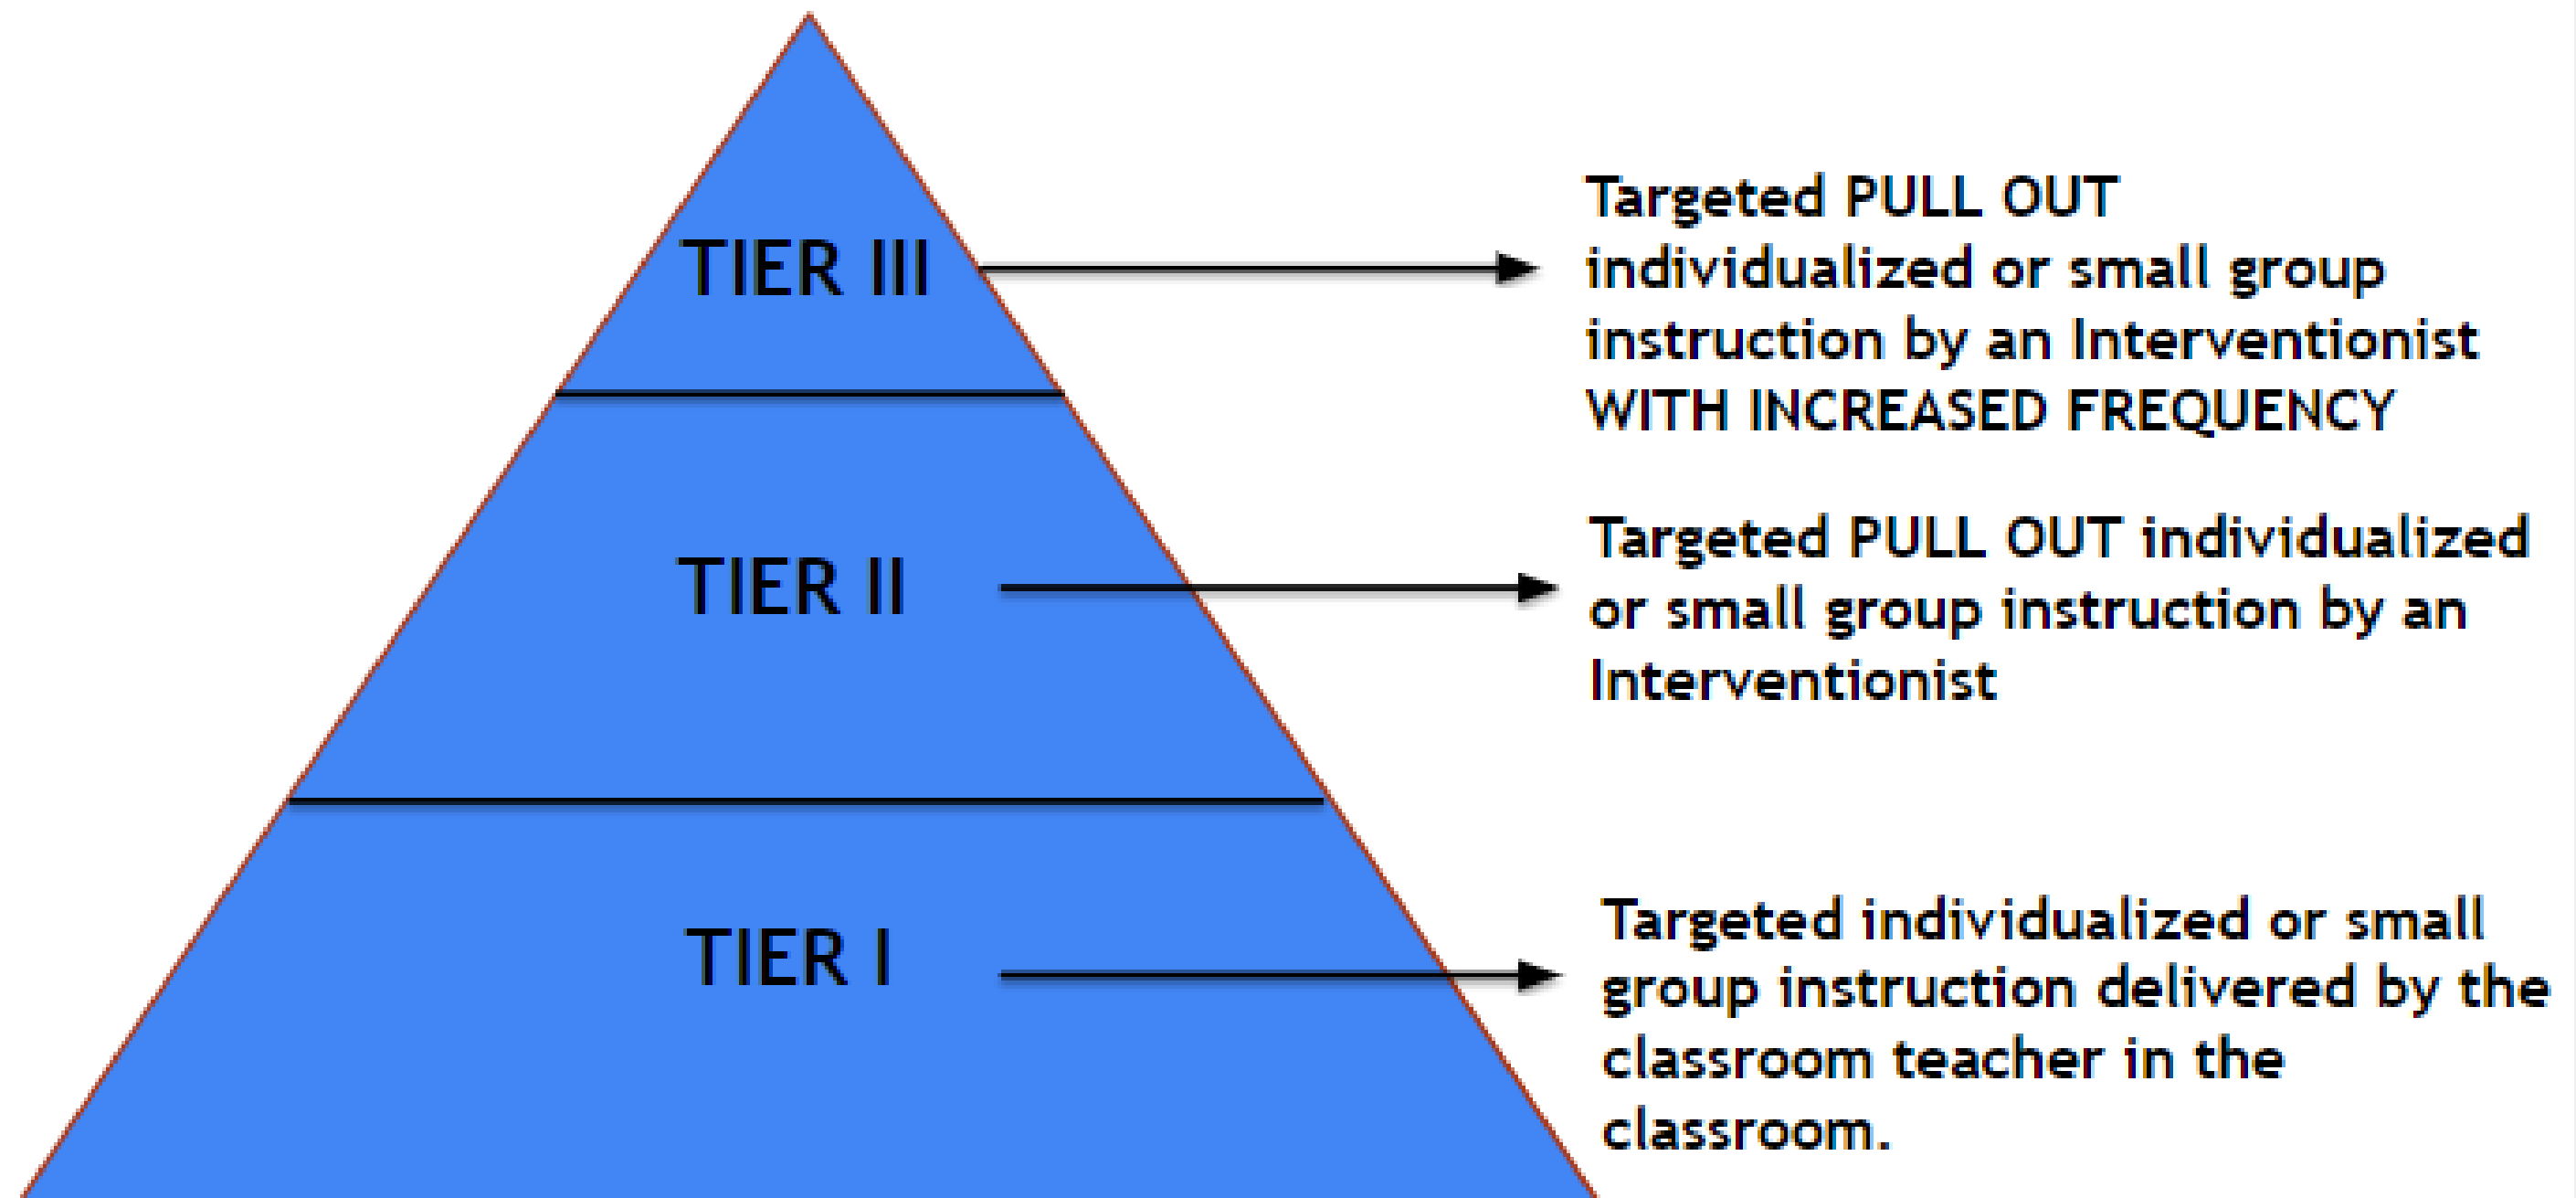 TIER III
Targeted PULL OUT
individualized or small group
instruction by an Interventionist
WITH INCREASED FREQUENCY
TIER II
Targeted PULL OUT individualized
or small group instruction by an
Interventionist
TIER I
Targeted individualized or small
group instruction delivered by the
classroom teacher in the
classroom.